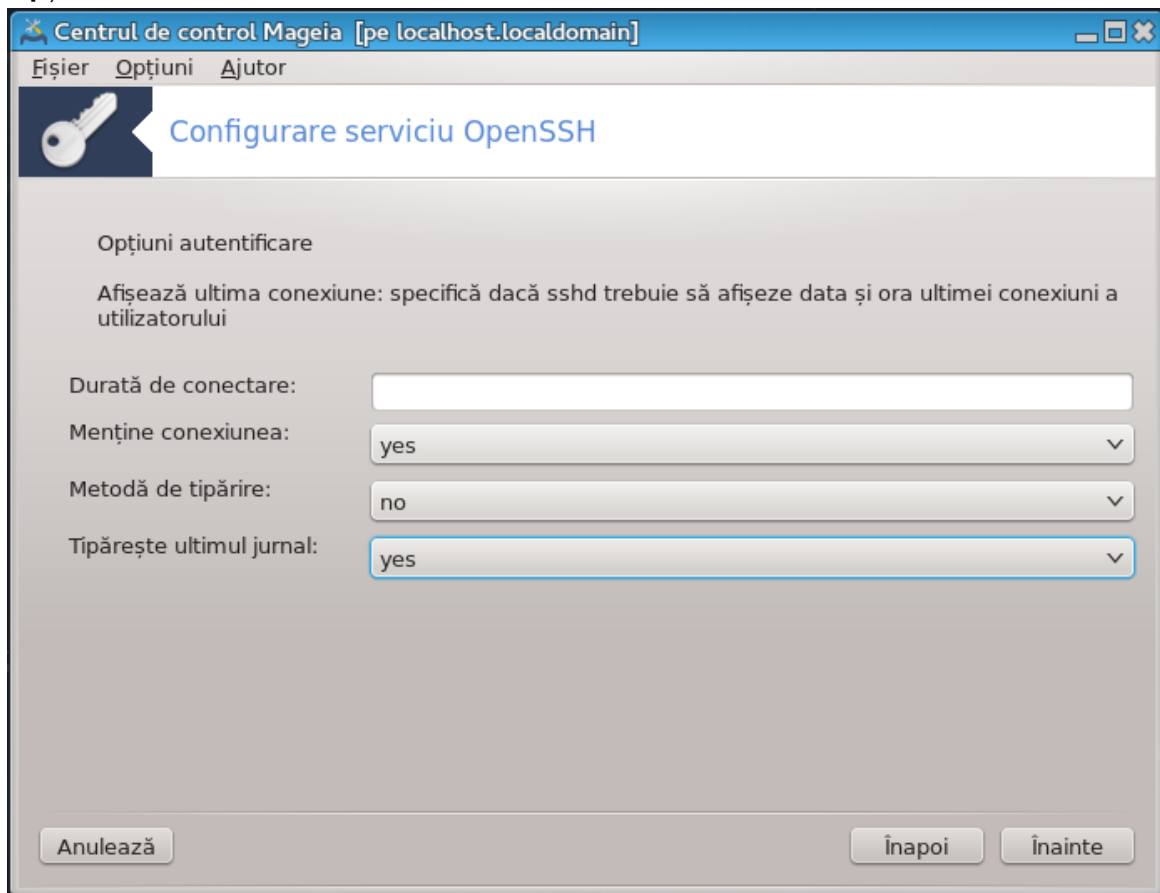 Centrul de control Mageia [pe localhost.localdomain]
Fișier Opțiuni Ajutor
Configurare serviciu OpenSSH
Opțiuni autentificare
Afișează ultima conexiune: specifică dacă sshd trebuie să afișeze data și ora ultimei conexiuni a
utilizatorului
Durată de conectare:
Menține conexiunea: yes
Metodă de tipărire: no
Tipărește ultimul jurnal: yes
Anulează Înapoi Înainte